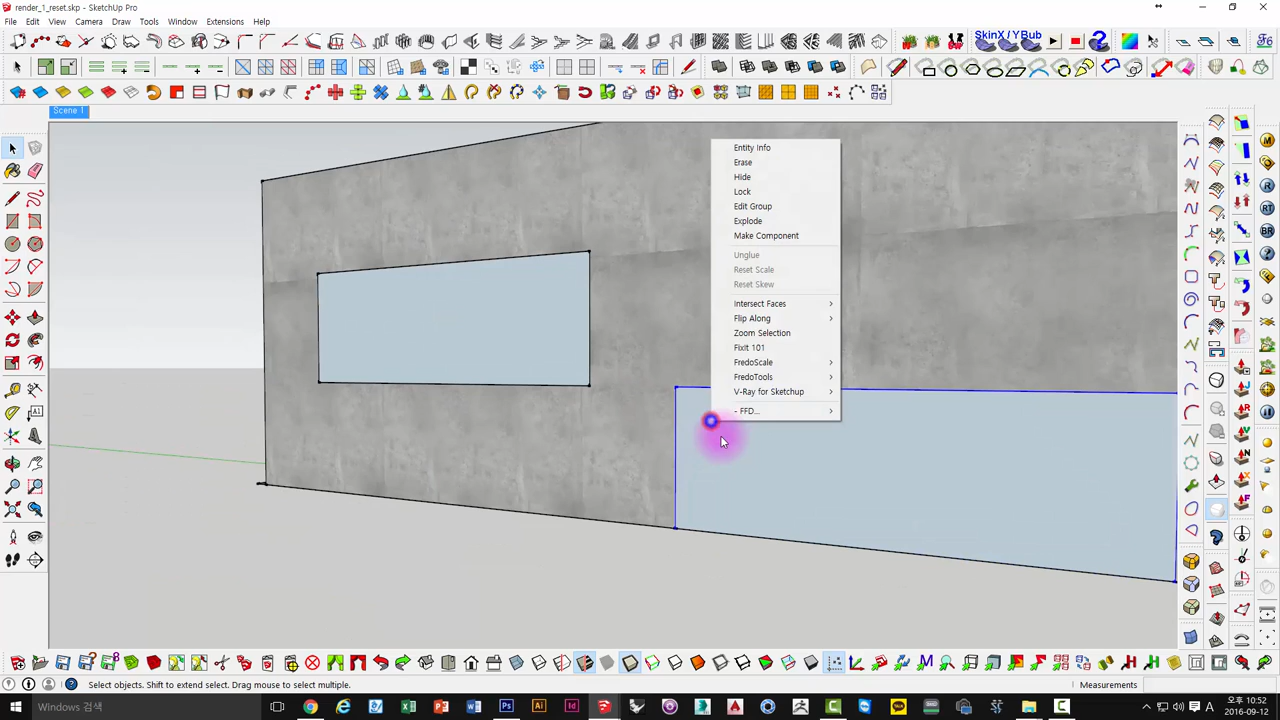 render_1_reset.skp - SketchUp Pro
File Edit View Camera Draw Tools Window Extensions Help
SkinX / YBub
Scene 1
Entity Info
Erase
Hide
Lock
Edit Group
Explode
Make Component
Unglue
Reset Scale
Reset Skew
Intersect Faces
Flip Along
Zoom Selection
FixIt 101
FredoScale
FredoTools
V-Ray for Sketchup
- FFD...
Select objects. Shift to extend select. Drag mouse to select multiple.
Measurements
Windows 검색
오후 10:52
2016-09-12